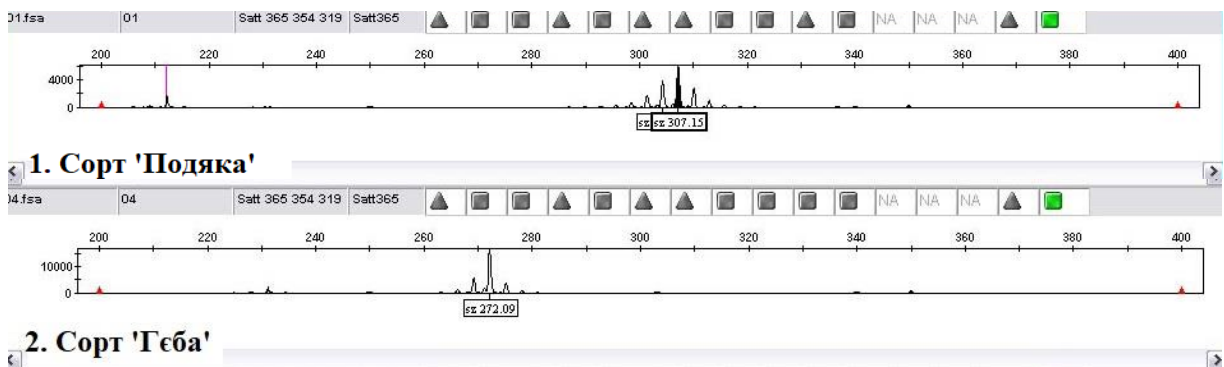 01.fsa 01 Satt 365 354 319 Satt365 NA NA NA
200 220 240 260 280 300 320 340 360 380 400
4000
0
sz sz 307.15
1. Сорт 'Подяка'
04.fsa 04 Satt 365 354 319 Satt365 NA NA NA
200 220 240 260 280 300 320 340 360 380 400
10000
0
sz 272.09
2. Сорт 'Гєба'